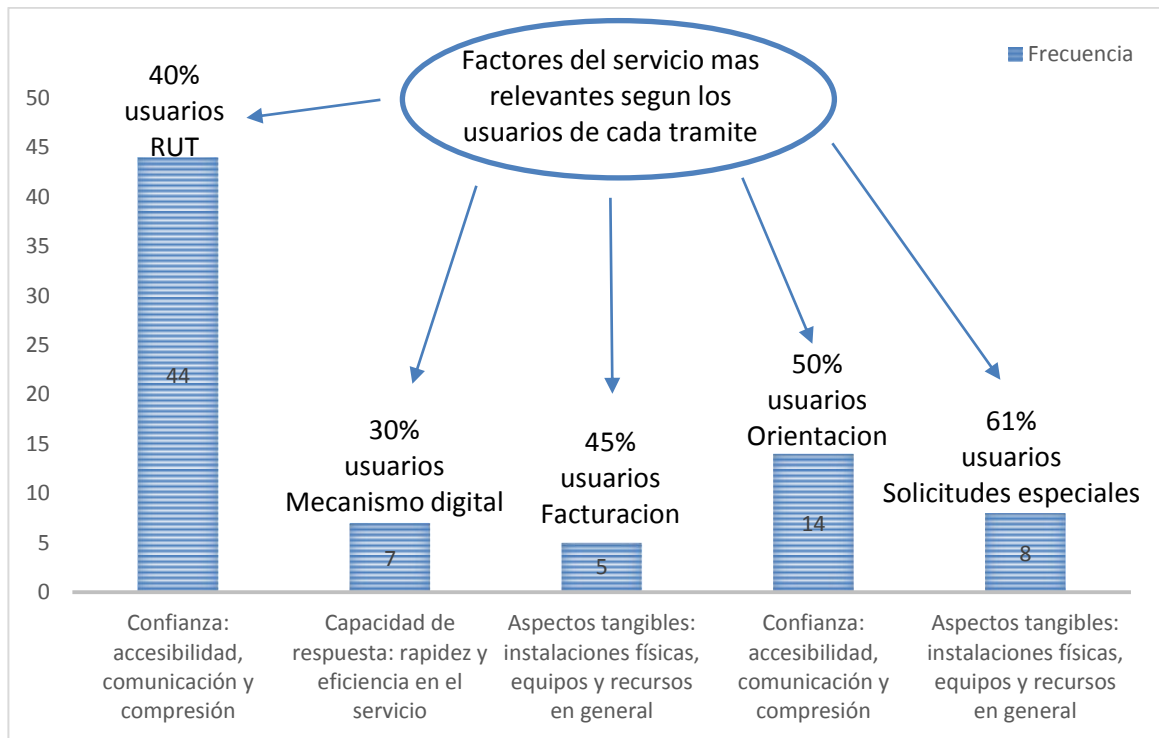 Factores del servicio mas
relevantes segun los
usuarios de cada tramite
Frecuencia
50
45
40
35
30
25
20
15
10
5
0
40%
usuarios
RUT
44
30%
usuarios
Mecanismo digital
7
45%
usuarios
Facturacion
5
50%
usuarios
Orientacion
14
61%
usuarios
Solicitudes especiales
8
Confianza:
accesibilidad,
comunicación y
compresión
Capacidad de
respuesta: rapidez y
eficiencia en el
servicio
Aspectos tangibles:
instalaciones físicas,
equipos y recursos
en general
Confianza:
accesibilidad,
comunicación y
compresión
Aspectos tangibles:
instalaciones físicas,
equipos y recursos
en general